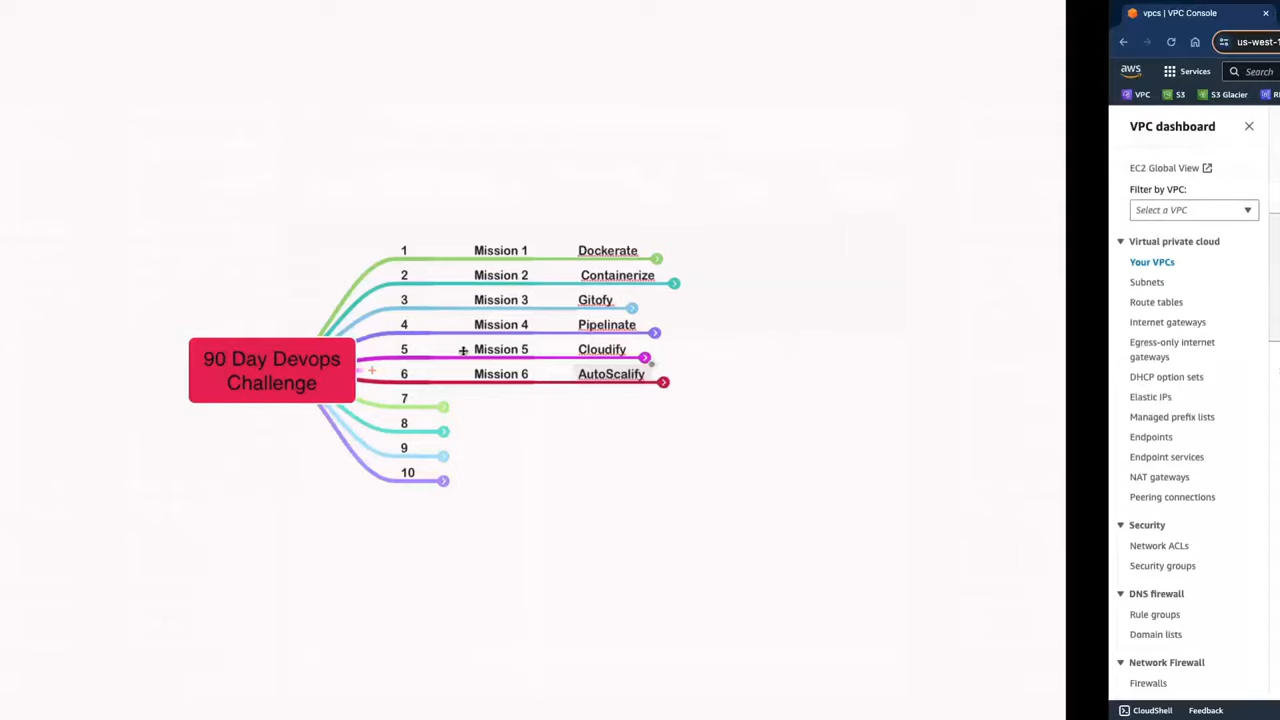 90 Day Devops
Challenge
1 Mission 1 Dockerate
2 Mission 2 Containerize
3 Mission 3 Gitofy
4 Mission 4 Pipelinate
5 Mission 5 Cloudify
6 Mission 6 AutoScalify
7
8
9
10
vpcs | VPC Console
us-west-1
aws Services Search
VPC S3 S3 Glacier
VPC dashboard
EC2 Global View
Filter by VPC:
Select a VPC
Virtual private cloud
Your VPCs
Subnets
Route tables
Internet gateways
Egress-only internet
gateways
DHCP option sets
Elastic IPs
Managed prefix lists
Endpoints
Endpoint services
NAT gateways
Peering connections
Security
Network ACLs
Security groups
DNS firewall
Rule groups
Domain lists
Network Firewall
Firewalls
CloudShell Feedback